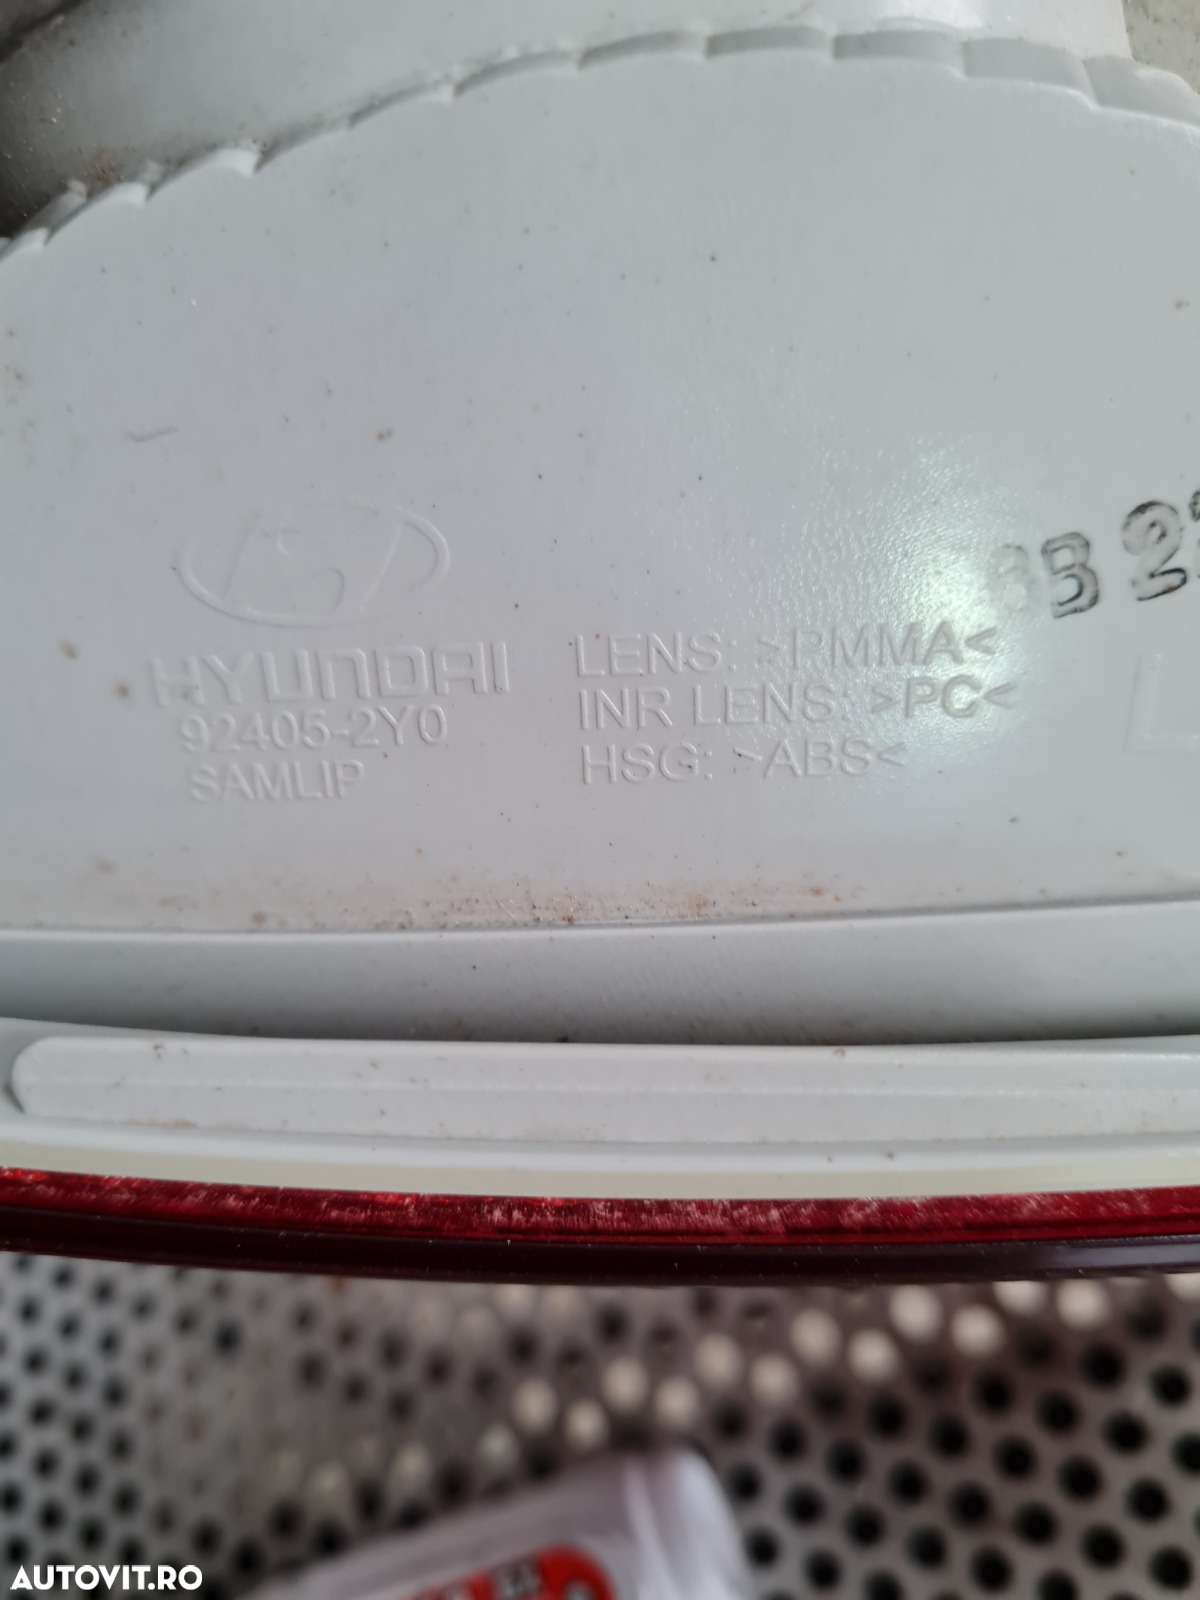 HYUNDAI
92405-2Y0
SAMLIP
LENS: >PMMA<
INR LENS: >PC<
HSG: >ABS<
L
AUTOVIT.RO